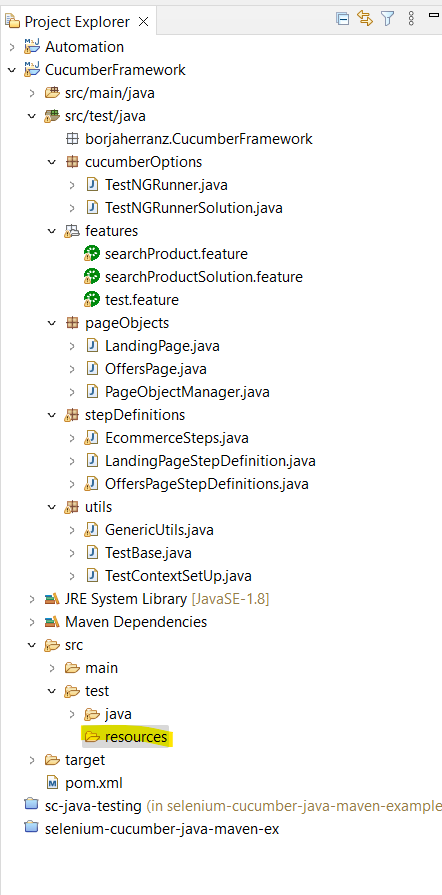 Project Explorer
Automation
CucumberFramework
src/main/java
src/test/java
borjaherranz.CucumberFramework
cucumberOptions
TestNGRunner.java
TestNGRunnerSolution.java
features
searchProduct.feature
searchProductSolution.feature
test.feature
pageObjects
LandingPage.java
OffersPage.java
PageObjectManager.java
stepDefinitions
EcommerceSteps.java
LandingPageStepDefinition.java
OffersPageStepDefinitions.java
utils
GenericUtils.java
TestBase.java
TestContextSetUp.java
JRE System Library [JavaSE-1.8]
Maven Dependencies
src
main
test
java
resources
target
pom.xml
sc-java-testing (in selenium-cucumber-java-maven-example
selenium-cucumber-java-maven-ex